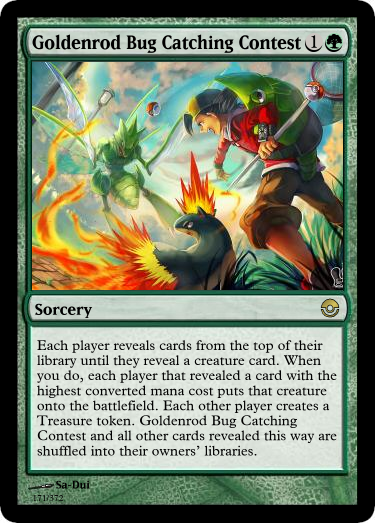 Goldenrod Bug Catching Contest 1
Sorcery
Each player reveals cards from the top of their
library until they reveal a creature card. When
you do, each player that revealed a card with the
highest converted mana cost puts that creature
onto the battlefield. Each other player creates a
Treasure token. Goldenrod Bug Catching
Contest and all other cards revealed this way are
shuffled into their owners' libraries.
Sa-Dui
171/372